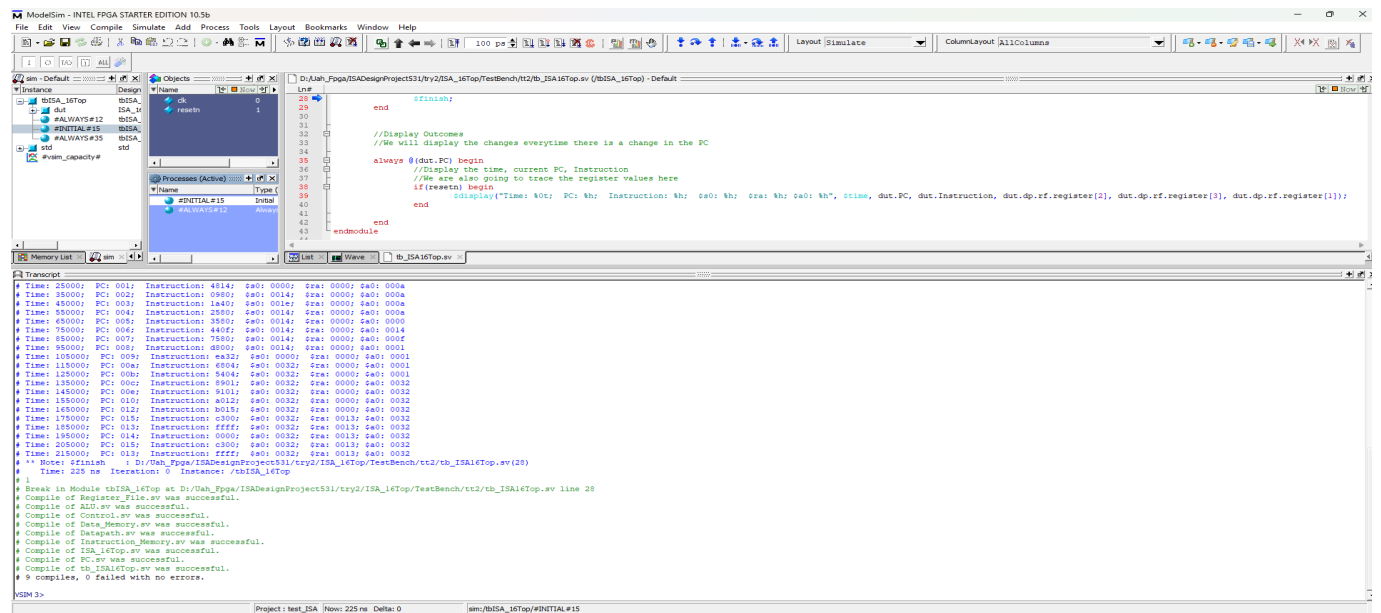 ModelSim - INTEL FPGA STARTER EDITION 10.5b
File Edit View Compile Simulate Add Process Tools Layout Bookmarks Window Help
100 ps
Layout Simulate
ColumnLayout AllColumns
sim - Default
Instance Design
tbISA_16Top tbISA_
dut ISA_16
#ALWAYS#12 tbISA_
#INITIAL#15 tbISA_
#ALWAYS#35 tbISA_
std std
#vsim_capacity#
Memory List sim
Objects
Name Now
clk 0
resetn 1
Processes (Active)
Name Type (
#INITIAL#15 Initial
#ALWAYS#12 Always
D:/Uah_Fpga/ISADesignProject531/try2/ISA_16Top/TestBench/tt2/tb_ISA16Top.sv (/tbISA_16Top) - Default
Ln# Now
28 $finish;
29 end
30
31
32 //Display Outcomes
33 //We will display the changes everytime there is a change in the PC
34
35 always @(dut.PC) begin
36 //Display the time, current PC, Instruction
37 //We are also going to trace the register values here
38 if(resetn) begin
39 $display("Time: %0t; PC: %h; Instruction: %h; $s0: %h; $ra: %h; $a0: %h", $time, dut.PC, dut.Instruction, dut.dp.rf.register[2], dut.dp.rf.register[3], dut.dp.rf.register[1]);
40 end
41
42 end
43 endmodule
List Wave tb_ISA16Top.sv
Transcript
# Time: 25000; PC: 001; Instruction: 4814; $s0: 0000; $ra: 0000; $a0: 000a
# Time: 35000; PC: 002; Instruction: 0980; $s0: 0014; $ra: 0000; $a0: 000a
# Time: 45000; PC: 003; Instruction: 1a40; $s0: 001e; $ra: 0000; $a0: 000a
# Time: 55000; PC: 004; Instruction: 2580; $s0: 0014; $ra: 0000; $a0: 000a
# Time: 65000; PC: 005; Instruction: 3580; $s0: 0014; $ra: 0000; $a0: 0000
# Time: 75000; PC: 006; Instruction: 440f; $s0: 0014; $ra: 0000; $a0: 0014
# Time: 85000; PC: 007; Instruction: 7580; $s0: 0014; $ra: 0000; $a0: 000f
# Time: 95000; PC: 008; Instruction: d800; $s0: 0014; $ra: 0000; $a0: 0001
# Time: 105000; PC: 009; Instruction: ea32; $s0: 0000; $ra: 0000; $a0: 0001
# Time: 115000; PC: 00a; Instruction: 6804; $s0: 0032; $ra: 0000; $a0: 0001
# Time: 125000; PC: 00b; Instruction: 5404; $s0: 0032; $ra: 0000; $a0: 0001
# Time: 135000; PC: 00c; Instruction: 8901; $s0: 0032; $ra: 0000; $a0: 0032
# Time: 145000; PC: 00e; Instruction: 9101; $s0: 0032; $ra: 0000; $a0: 0032
# Time: 155000; PC: 010; Instruction: a012; $s0: 0032; $ra: 0000; $a0: 0032
# Time: 165000; PC: 012; Instruction: b015; $s0: 0032; $ra: 0000; $a0: 0032
# Time: 175000; PC: 015; Instruction: c300; $s0: 0032; $ra: 0013; $a0: 0032
# Time: 185000; PC: 013; Instruction: ffff; $s0: 0032; $ra: 0013; $a0: 0032
# Time: 195000; PC: 014; Instruction: 0000; $s0: 0032; $ra: 0013; $a0: 0032
# Time: 205000; PC: 015; Instruction: c300; $s0: 0032; $ra: 0013; $a0: 0032
# Time: 215000; PC: 013; Instruction: ffff; $s0: 0032; $ra: 0013; $a0: 0032
# ** Note: $finish : D:/Uah_Fpga/ISADesignProject531/try2/ISA_16Top/TestBench/tt2/tb_ISA16Top.sv(28)
# Time: 225 ns Iteration: 0 Instance: /tbISA_16Top
# 1
# Break in Module tbISA_16Top at D:/Uah_Fpga/ISADesignProject531/try2/ISA_16Top/TestBench/tt2/tb_ISA16Top.sv line 28
# Compile of Register_File.sv was successful.
# Compile of ALU.sv was successful.
# Compile of Control.sv was successful.
# Compile of Data_Memory.sv was successful.
# Compile of Datapath.sv was successful.
# Compile of Instruction_Memory.sv was successful.
# Compile of ISA_16Top.sv was successful.
# Compile of PC.sv was successful.
# Compile of tb_ISA16Top.sv was successful.
# 9 compiles, 0 failed with no errors.
VSIM 3>
Project : test_ISA Now: 225 ns Delta: 0 sim:/tbISA_16Top/#INITIAL#15